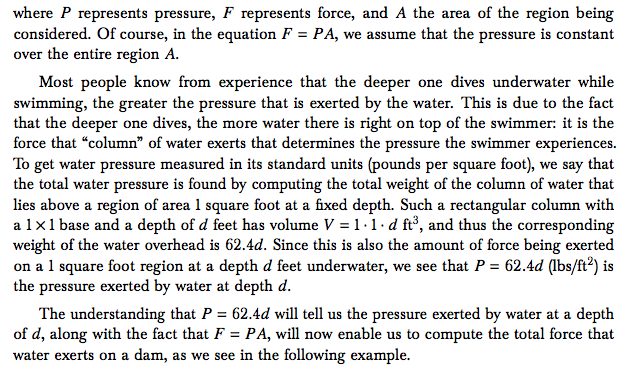 where P represents pressure, F represents force, and A the area of the region being
considered. Of course, in the equation F = PA, we assume that the pressure is constant
over the entire region A.
Most people know from experience that the deeper one dives underwater while
swimming, the greater the pressure that is exerted by the water. This is due to the fact
that the deeper one dives, the more water there is right on top of the swimmer: it is the
force that “column” of water exerts that determines the pressure the swimmer experiences.
To get water pressure measured in its standard units (pounds per square foot), we say that
the total water pressure is found by computing the total weight of the column of water that
lies above a region of area 1 square foot at a fixed depth. Such a rectangular column with
a 1×1 base and a depth of d feet has volume V = 1 · 1 · d ft³, and thus the corresponding
weight of the water overhead is 62.4d. Since this is also the amount of force being exerted
on a 1 square foot region at a depth d feet underwater, we see that P = 62.4d (lbs/ft²) is
the pressure exerted by water at depth d.
The understanding that P = 62.4d will tell us the pressure exerted by water at a depth
of d, along with the fact that F = PA, will now enable us to compute the total force that
water exerts on a dam, as we see in the following example.